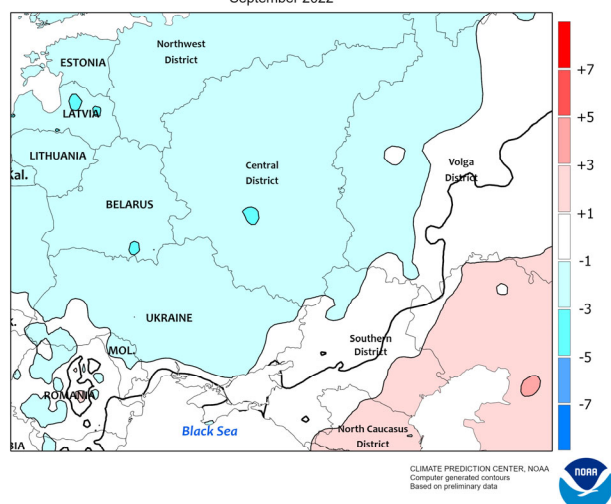 September 2022
Northwest
District
ESTONIA
+7
LATVIA
+5
LITHUANIA
Central
District
Volga
District
+3
Kal.
BELARUS
+1
-1
-3
UKRAINE
MOL.
Southern
District
-5
ROMANIA
-7
Black Sea
North Caucasus
District
BIA
CLIMATE PREDICTION CENTER, NOAA
Computer generated contours
Based on preliminary data
NOAA